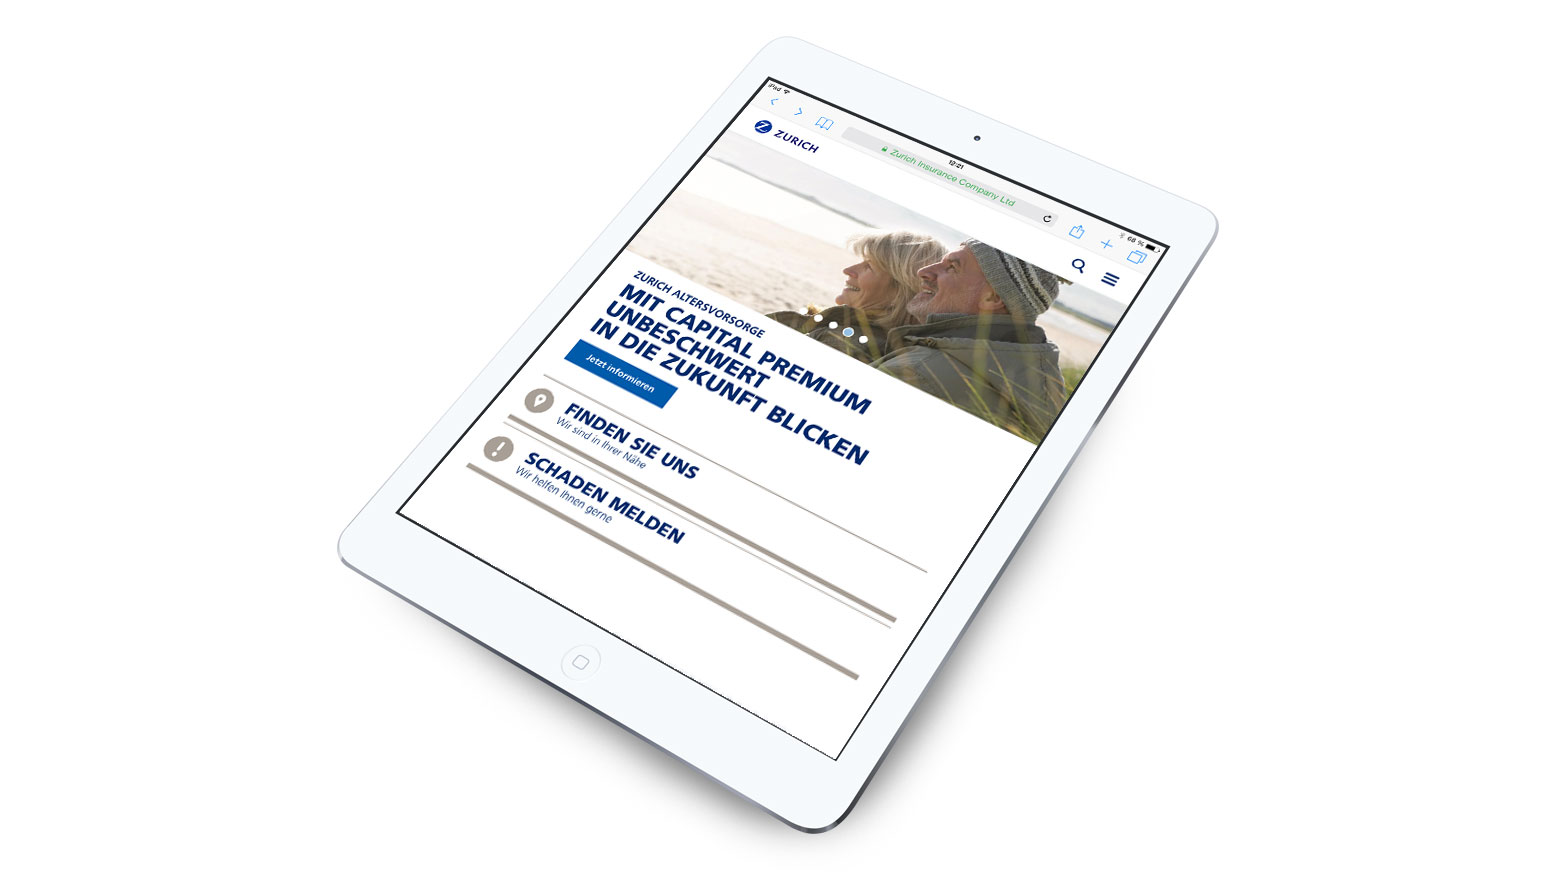 iPad
12:21
68 %
Zurich Insurance Company Ltd
ZURICH
ZURICH ALTERSVORSORGE
MIT CAPITAL PREMIUM
UNBESCHWERT
IN DIE ZUKUNFT BLICKEN
Jetzt informieren
FINDEN SIE UNS
Wir sind in Ihrer Nähe
SCHADEN MELDEN
Wir helfen Ihnen gerne